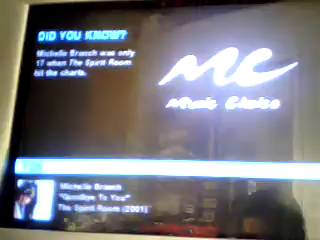 DID YOU KNOW?
Michelle Branch was only
17 when The Spirit Room
hit the charts.
MC
Music Choice
Michelle Branch
"Goodbye To You"
The Spirit Room (2001)